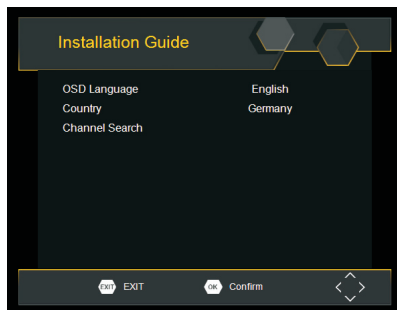 Installation Guide
OSD Language English
Country Germany
Channel Search
EXIT EXIT OK Confirm